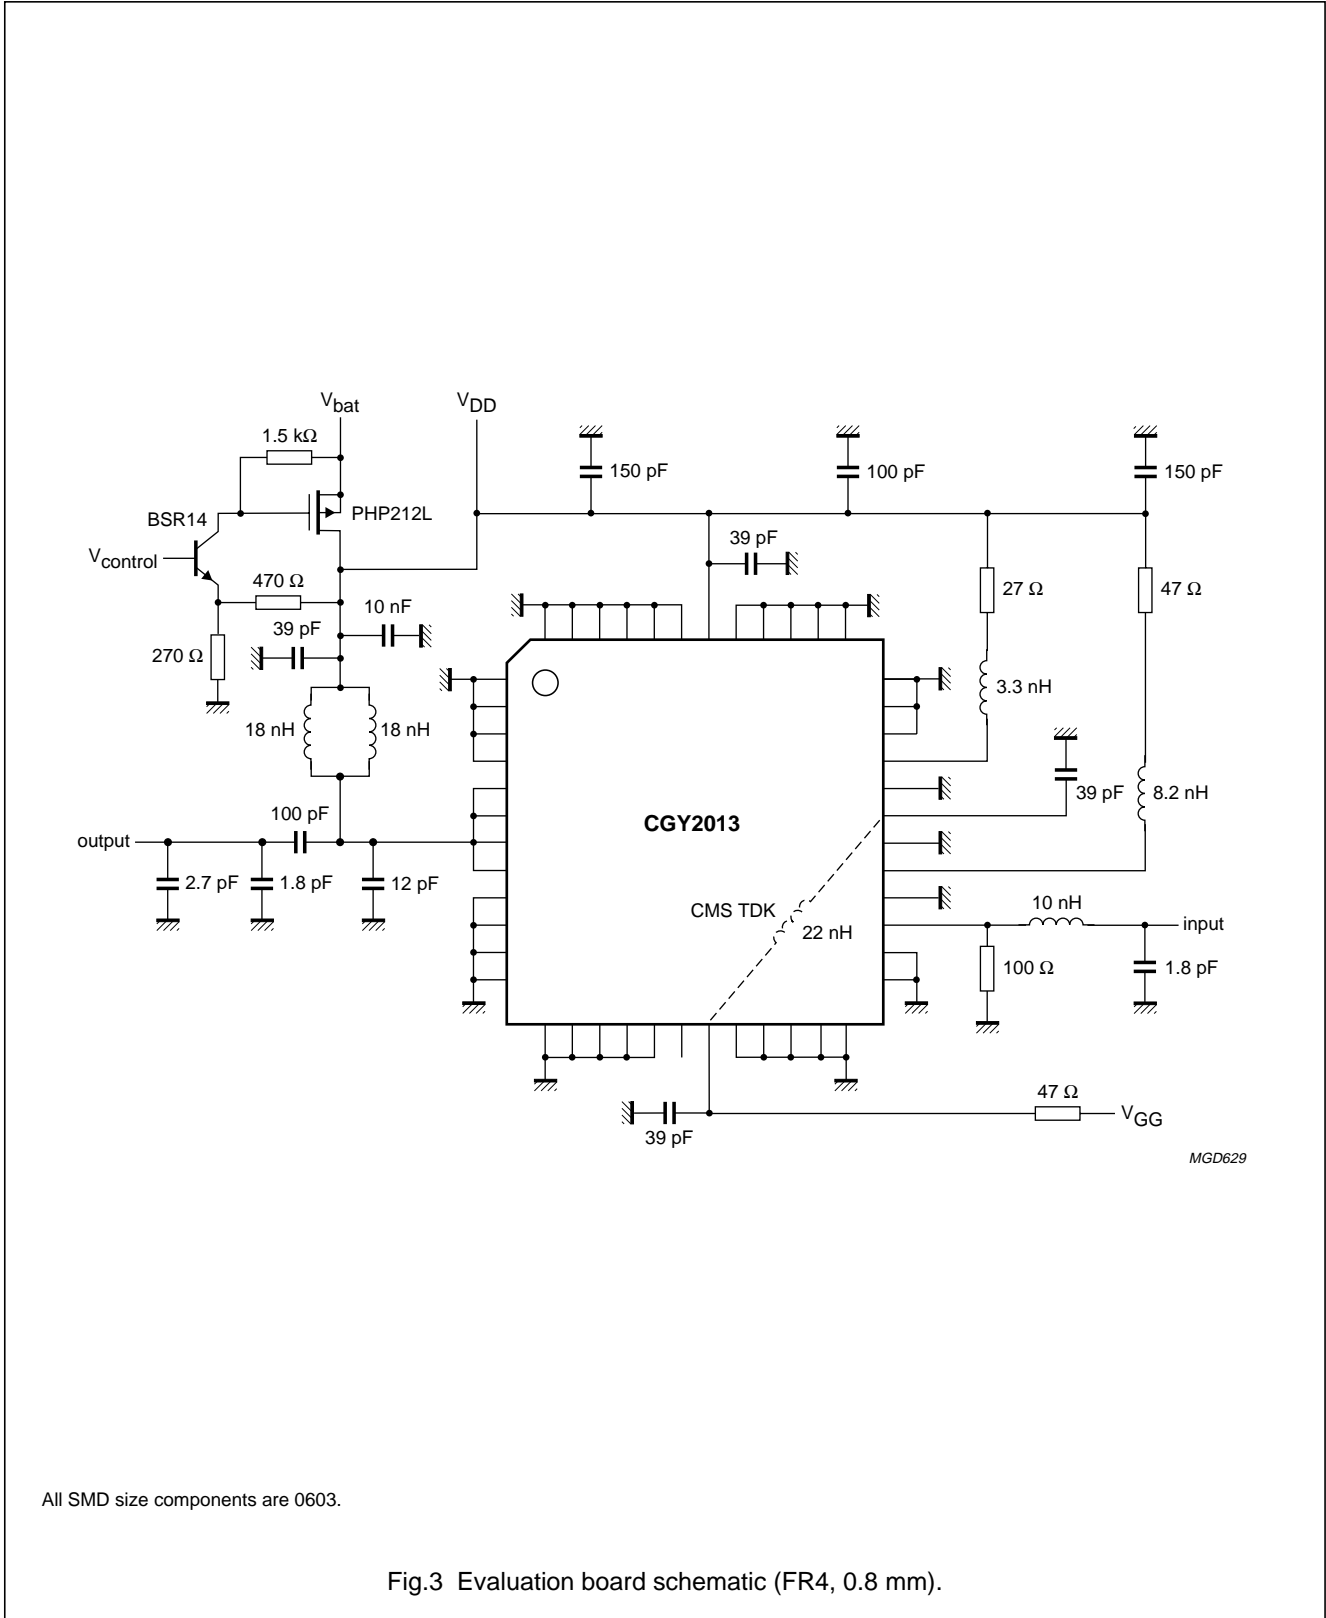 V_bat
V_DD
1.5 kΩ
150 pF
100 pF
150 pF
BSR14
PHP212L
39 pF
V_control
470 Ω
27 Ω
47 Ω
10 nF
39 pF
270 Ω
3.3 nH
18 nH
18 nH
39 pF
8.2 nH
100 pF
CGY2013
output
2.7 pF
1.8 pF
12 pF
CMS TDK
22 nH
10 nH
input
100 Ω
1.8 pF
47 Ω
V_GG
39 pF
MGD629
All SMD size components are 0603.
Fig.3 Evaluation board schematic (FR4, 0.8 mm).